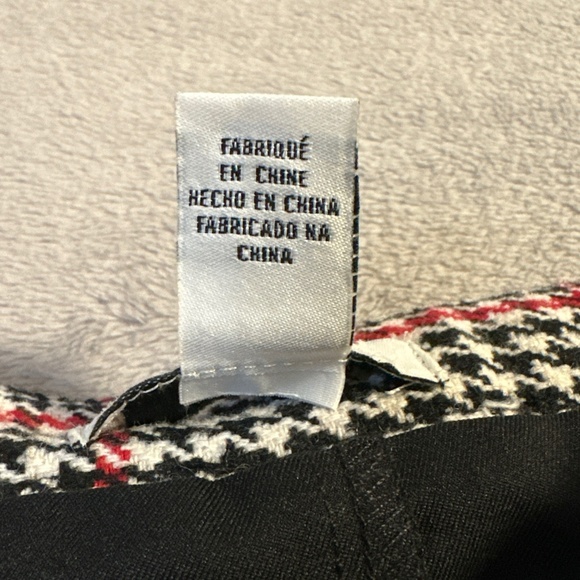 FABRIQUÉ
EN CHINE
HECHO EN CHINA
FABRICADO NA
CHINA